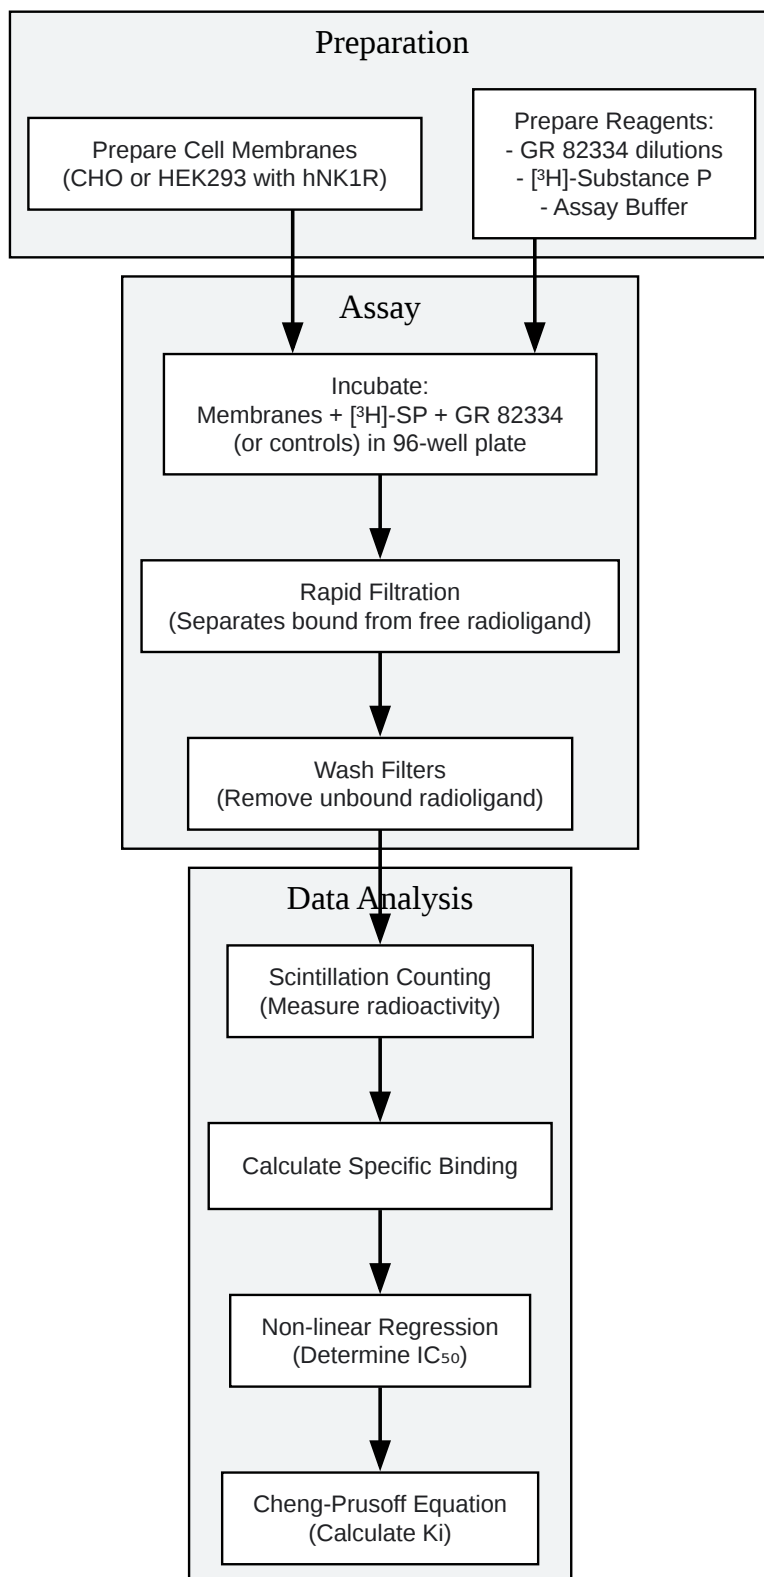 Preparation
Prepare Cell Membranes
(CHO or HEK293 with hNK1R)
Prepare Reagents:
- GR 82334 dilutions
- [³H]-Substance P
- Assay Buffer
Assay
Incubate:
Membranes + [³H]-SP + GR 82334
(or controls) in 96-well plate
Rapid Filtration
(Separates bound from free radioligand)
Wash Filters
(Remove unbound radioligand)
Data Analysis
Scintillation Counting
(Measure radioactivity)
Calculate Specific Binding
Non-linear Regression
(Determine IC₅₀)
Cheng-Prusoff Equation
(Calculate Ki)